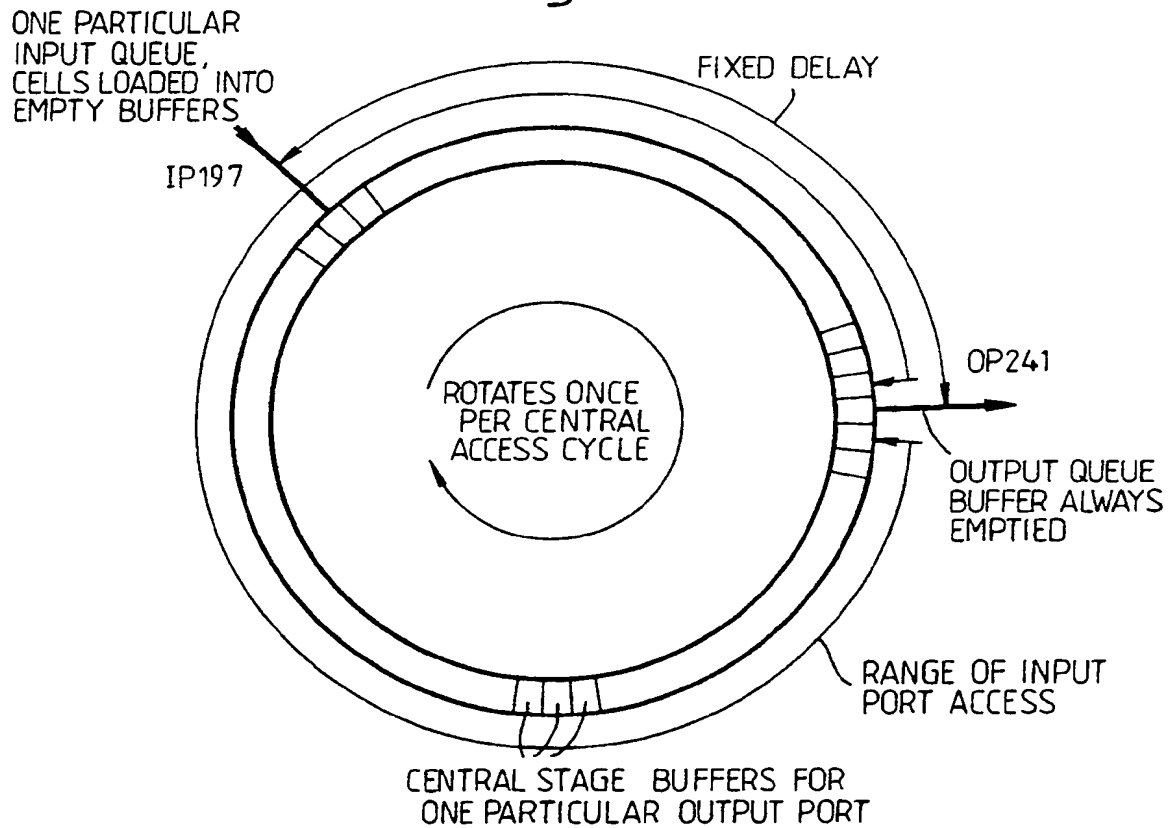 ONE PARTICULAR
INPUT QUEUE,
CELLS LOADED INTO
EMPTY BUFFERS
FIXED DELAY
IP197
OP241
ROTATES ONCE
PER CENTRAL
ACCESS CYCLE
OUTPUT QUEUE
BUFFER ALWAYS
EMPTIED
RANGE OF INPUT
PORT ACCESS
CENTRAL STAGE BUFFERS FOR
ONE PARTICULAR OUTPUT PORT